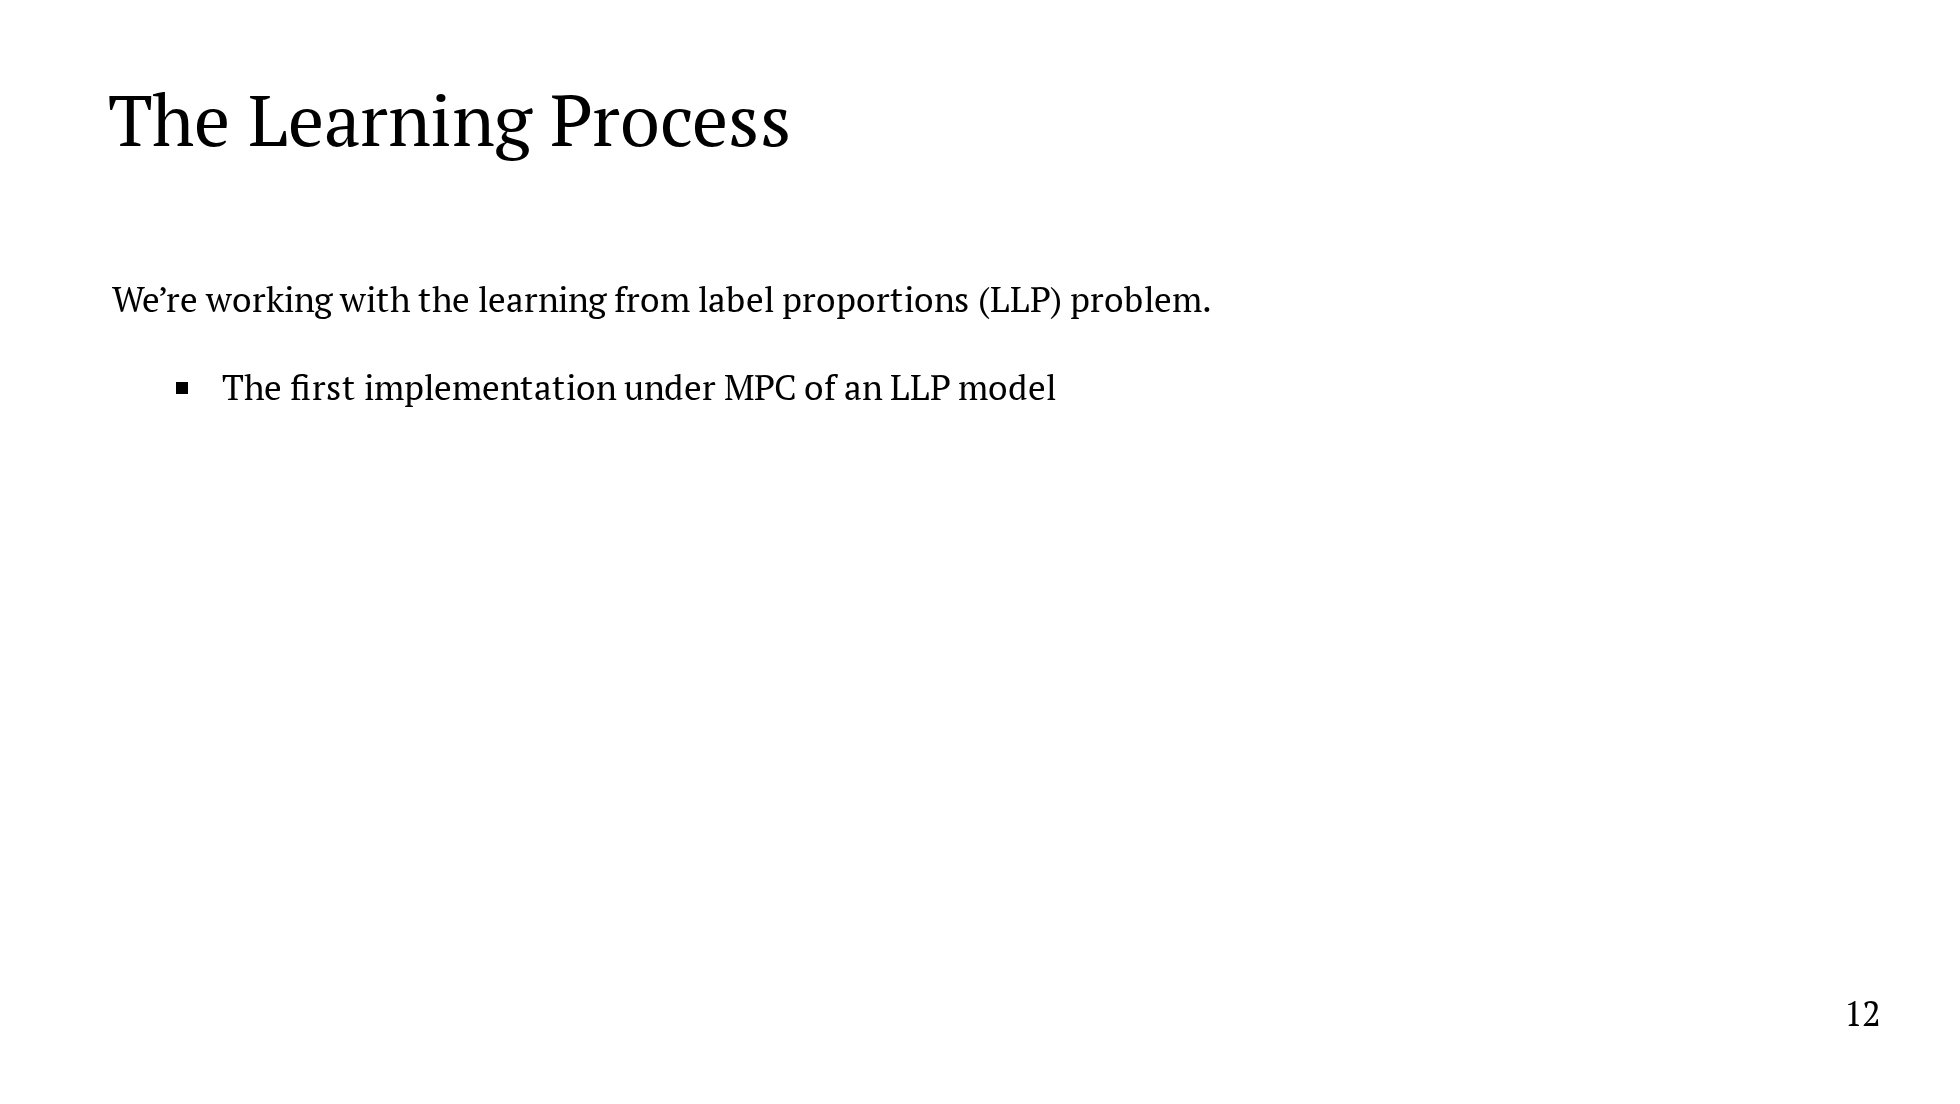 The Learning Process
We’re working with the learning from label proportions (LLP) problem.
▪ The first implementation under MPC of an LLP model
12